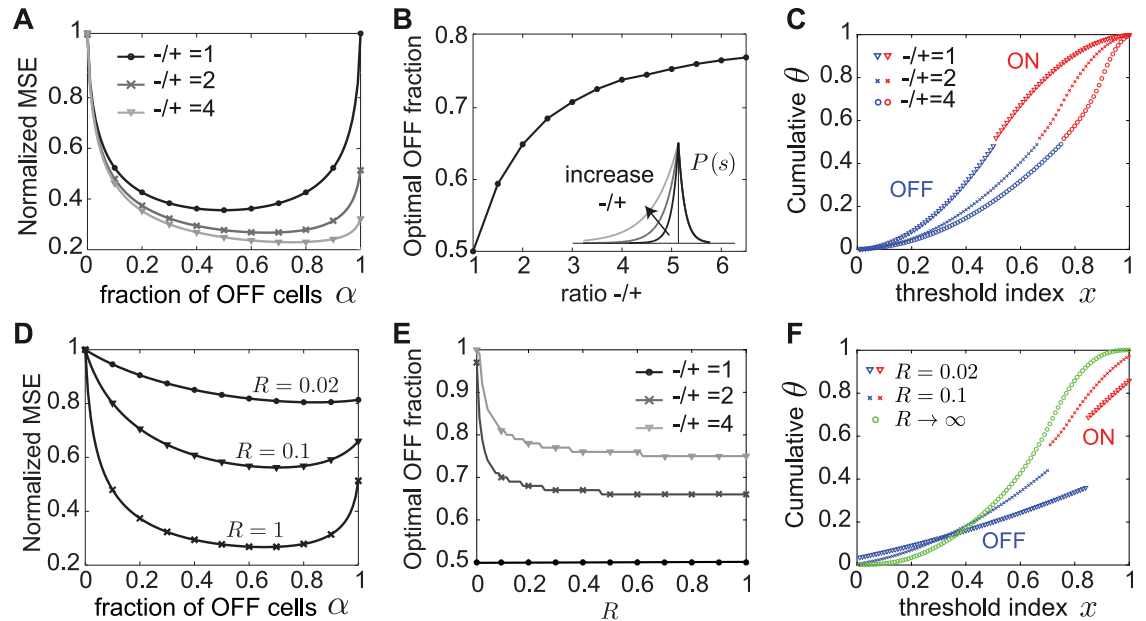 A
Normalized MSE
1
0.8
0.6
0.4
0.2
-/+ =1
-/+ =2
-/+ =4
0 0.2 0.4 0.6 0.8 1
fraction of OFF cells α
B
Optimal OFF fraction
0.8
0.7
0.6
0.5
increase
-/+
P(s)
1 2 3 4 5 6
ratio -/+
C
Cumulative θ
1
0.8
0.6
0.4
0.2
0
-/+=1
-/+=2
-/+=4
ON
OFF
0 0.2 0.4 0.6 0.8 1
threshold index x
D
Normalized MSE
1
0.8
0.6
0.4
0.2
R = 0.02
R = 0.1
R = 1
0 0.2 0.4 0.6 0.8 1
fraction of OFF cells α
E
Optimal OFF fraction
1
0.9
0.8
0.7
0.6
0.5
-/+ =1
-/+ =2
-/+ =4
0 0.2 0.4 0.6 0.8 1
R
F
Cumulative θ
1
0.8
0.6
0.4
0.2
0
R = 0.02
R = 0.1
R → ∞
ON
OFF
0 0.2 0.4 0.6 0.8 1
threshold index x